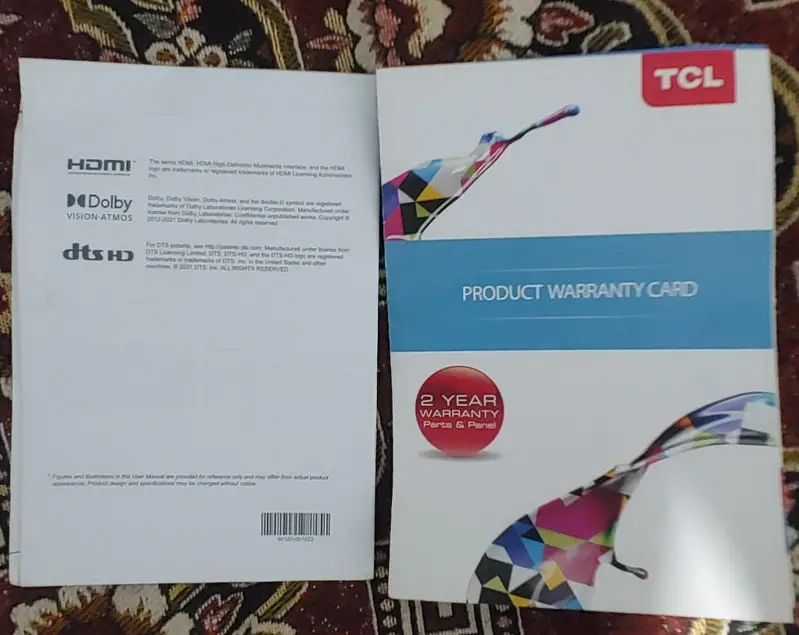 HDMI
The terms HDMI, HDMI High-Definition Multimedia Interface, and the HDMI
logo are trademarks or registered trademarks of HDMI Licensing Administrator
Inc.
Dolby
VISION·ATMOS
Dolby, Dolby Vision, Dolby Atmos, and the double-D symbol are registered
trademarks of Dolby Laboratories Licensing Corporation. Manufactured under
license from Dolby Laboratories. Confidential unpublished works. Copyright ©
2012-2021 Dolby Laboratories. All rights reserved.
dts HD
For DTS patents, see http://patents.dts.com. Manufactured under license from
DTS Licensing Limited. DTS, DTS-HD, and the DTS-HD logo are registered
trademarks or trademarks of DTS, Inc. in the United States and other
countries. © 2021 DTS, Inc. ALL RIGHTS RESERVED.
* Figures and illustrations in this User Manual are provided for reference only and may differ from actual product
appearance. Product design and specifications may be changed without notice.
TCL
PRODUCT WARRANTY CARD
2 YEAR
WARRANTY
Parts & Panel